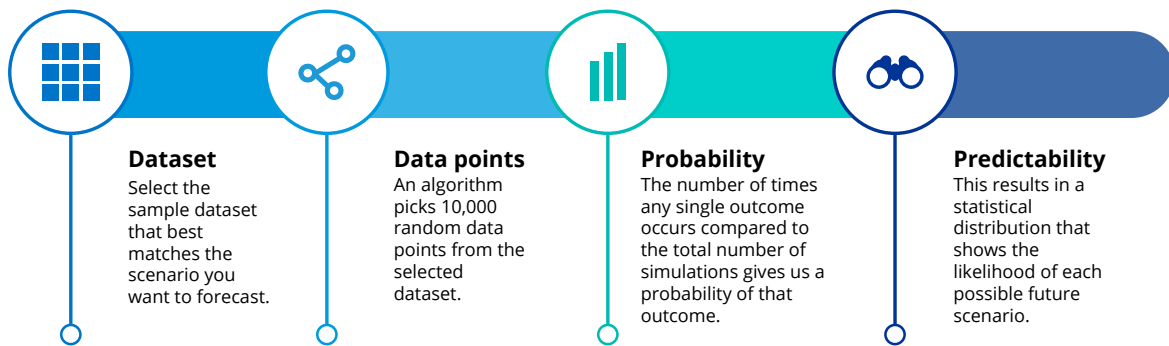 Dataset
Select the
sample dataset
that best
matches the
scenario you
want to forecast.
Data points
An algorithm
picks 10,000
random data
points from the
selected
dataset.
Probability
The number of times
any single outcome
occurs compared to
the total number of
simulations gives us a
probability of that
outcome.
Predictability
This results in a
statistical
distribution that
shows the
likelihood of each
possible future
scenario.